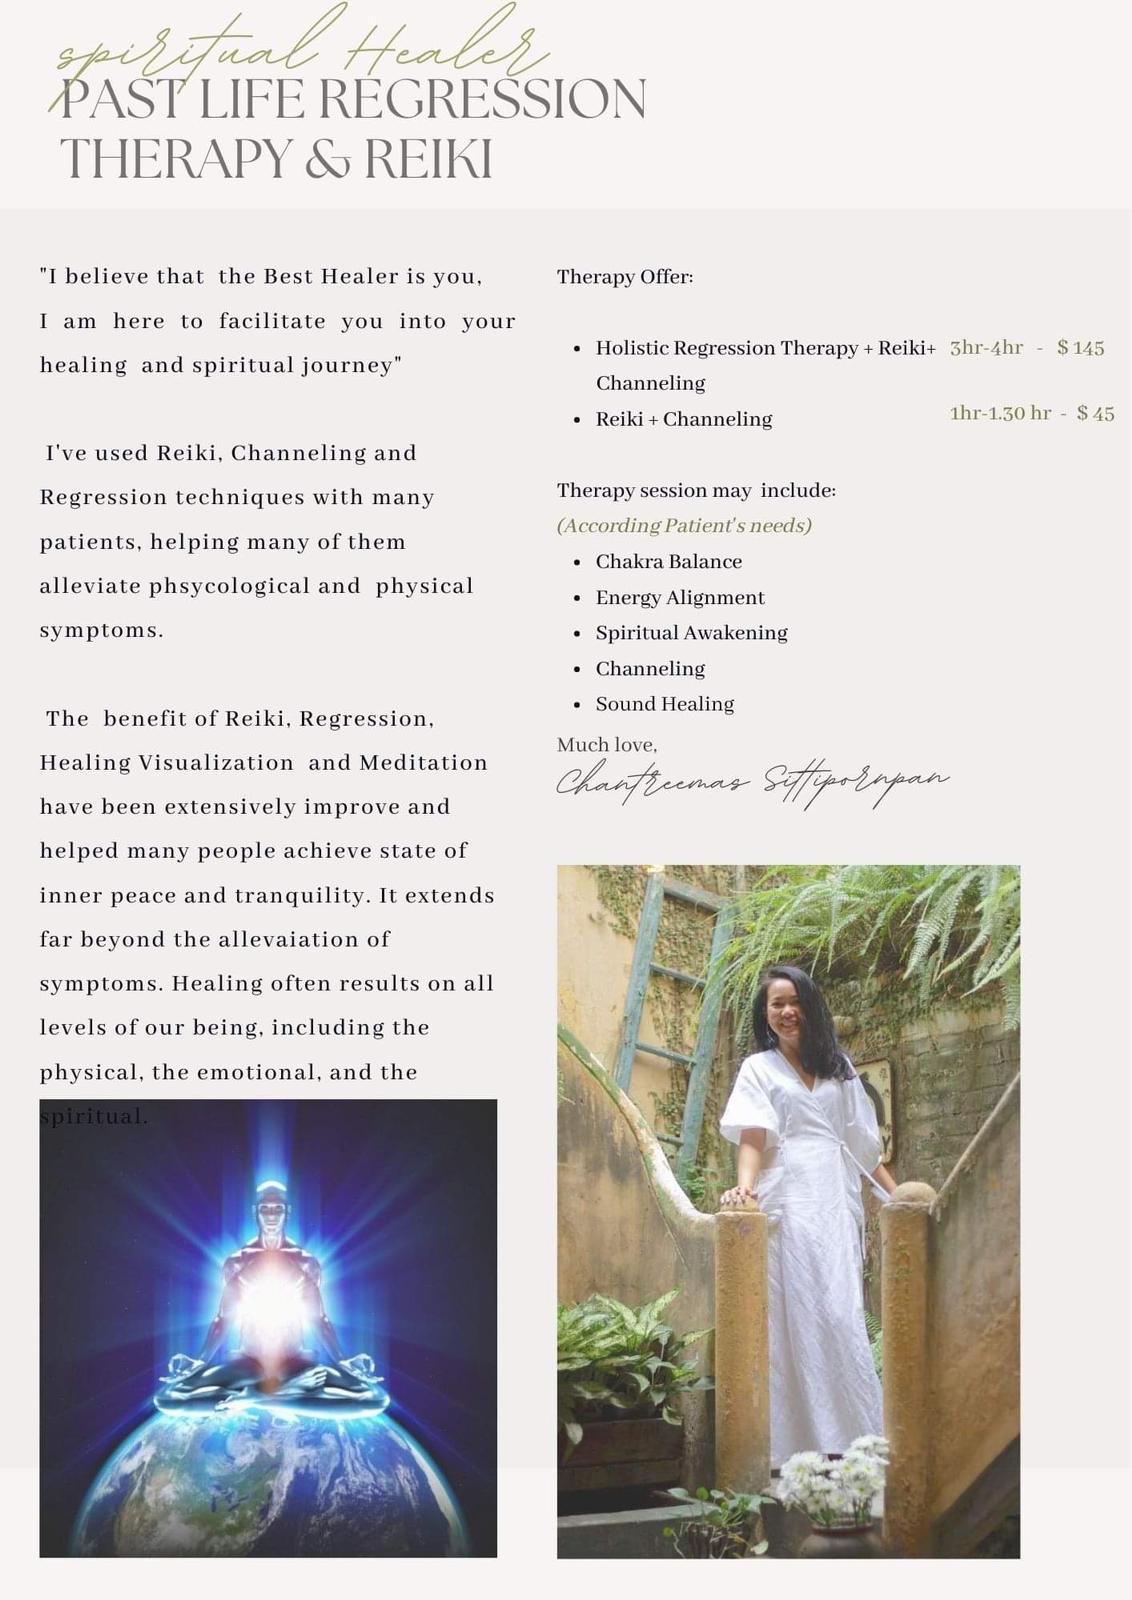 spiritual Healer
PAST LIFE REGRESSION
THERAPY & REIKI
"I believe that the Best Healer is you,
I am here to facilitate you into your
healing and spiritual journey"
I've used Reiki, Channeling and
Regression techniques with many
patients, helping many of them
alleviate phsycological and physical
symptoms.
The benefit of Reiki, Regression,
Healing Visualization and Meditation
have been extensively improve and
helped many people achieve state of
inner peace and tranquility. It extends
far beyond the allevaiation of
symptoms. Healing often results on all
levels of our being, including the
physical, the emotional, and the
spiritual.
Therapy Offer:
• Holistic Regression Therapy + Reiki+ 3hr-4hr - $ 145
Channeling
• Reiki + Channeling 1hr-1.30 hr - $ 45
Therapy session may include:
(According Patient's needs)
• Chakra Balance
• Energy Alignment
• Spiritual Awakening
• Channeling
• Sound Healing
Much love,
Chantreemas Sittipornpan